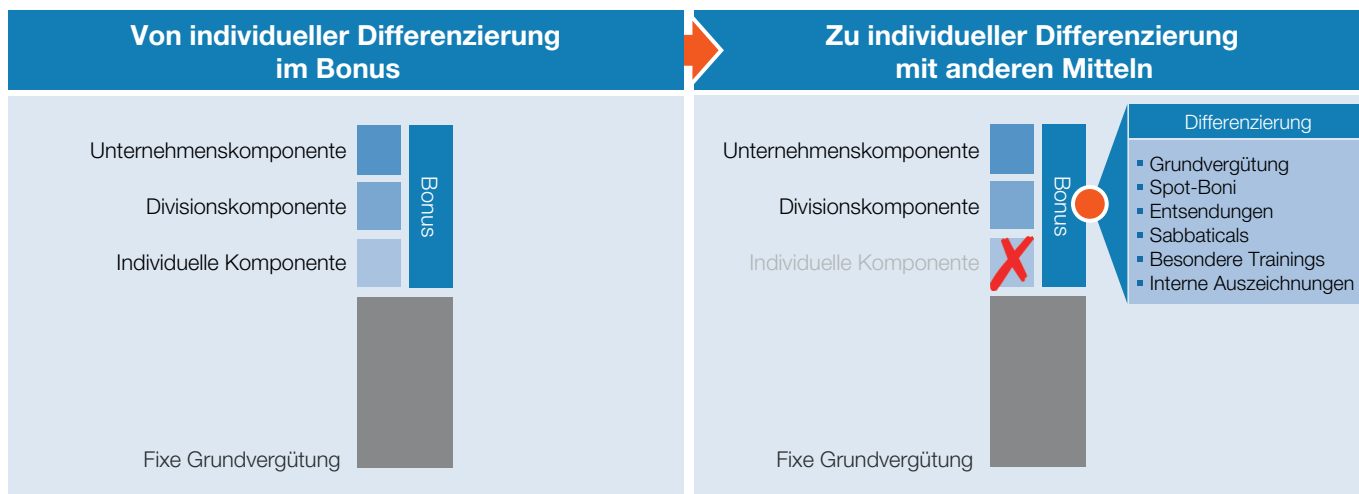 Von individueller Differenzierung
im Bonus
Zu individueller Differenzierung
mit anderen Mitteln
Unternehmenskomponente
Divisionskomponente
Individuelle Komponente
Bonus
Fixe Grundvergütung
Unternehmenskomponente
Divisionskomponente
Individuelle Komponente
Bonus
Fixe Grundvergütung
Differenzierung
Grundvergütung
Spot-Boni
Entsendungen
Sabbaticals
Besondere Trainings
Interne Auszeichnungen